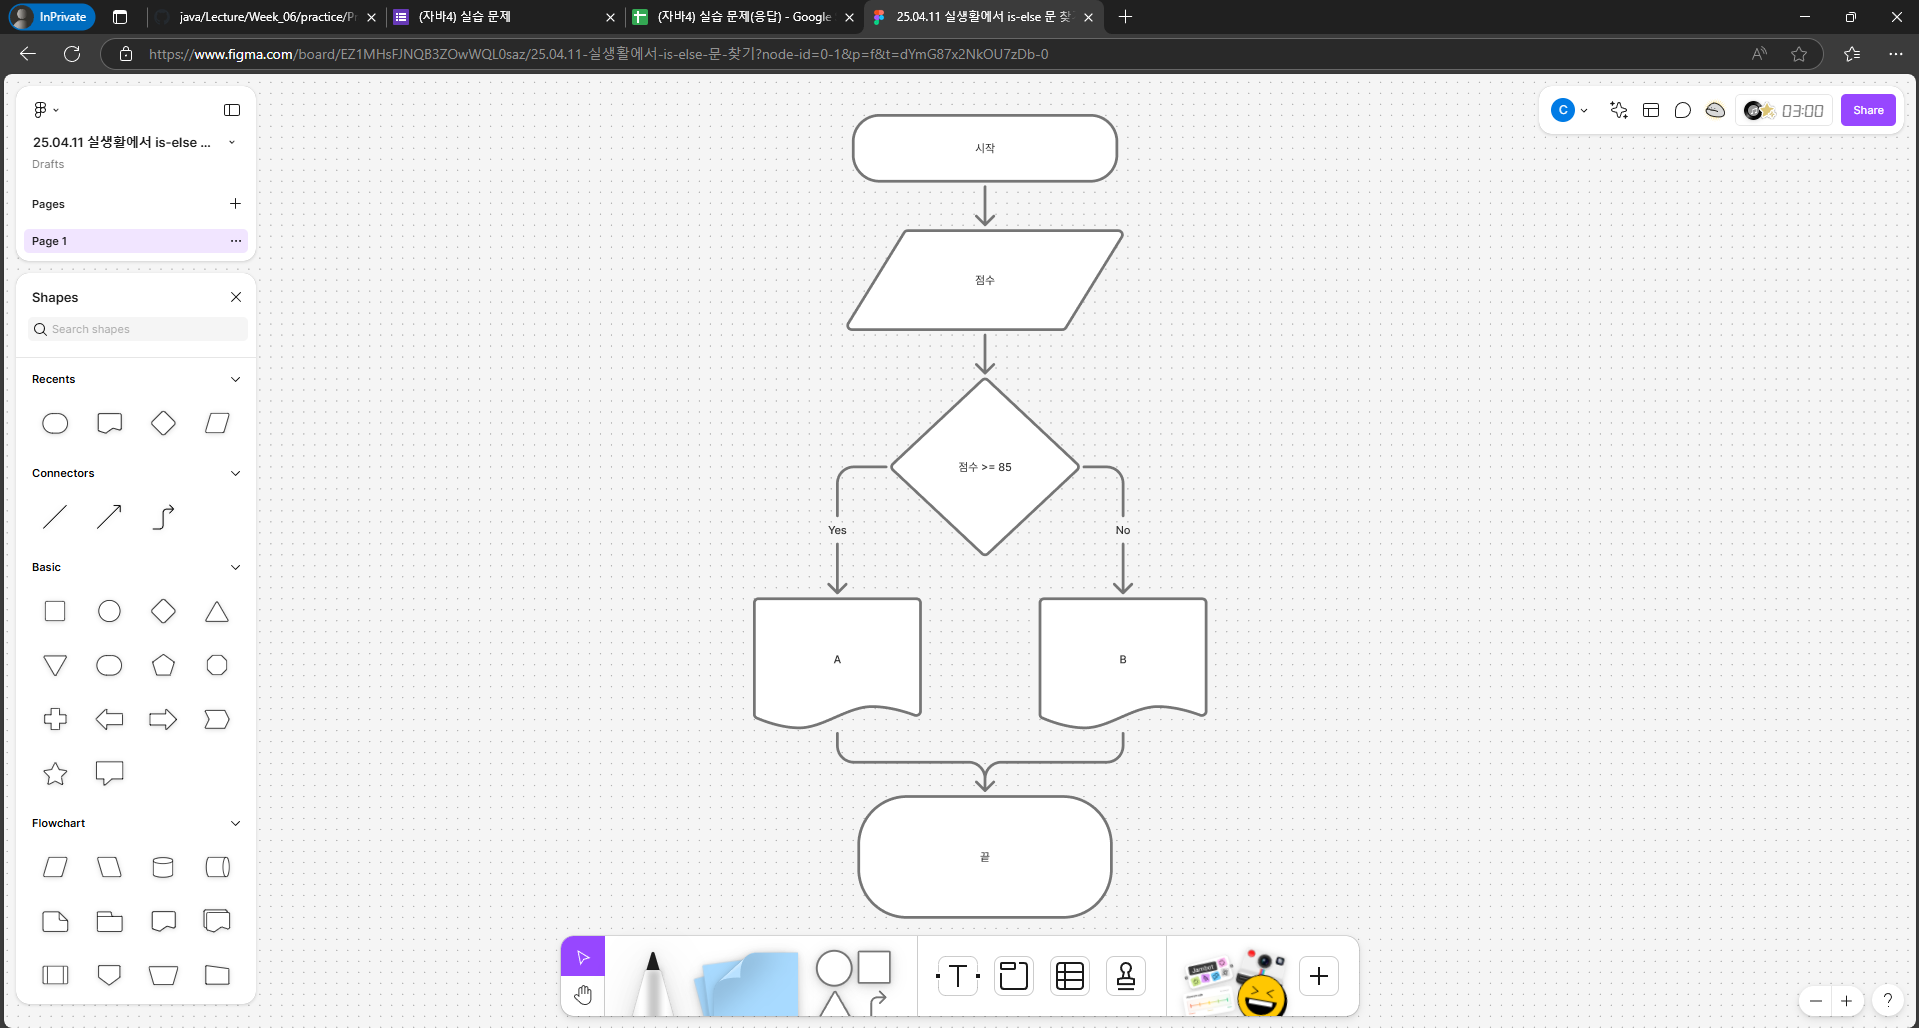 InPrivate
java/Lecture/Week_06/practice/Pr
(자바4) 실습 문제
(자바4) 실습 문제(응답) - Google
25.04.11 실생활에서 is-else 문 찾
https://www.figma.com/board/EZ1MHsFJNQB3ZOwWQL0saz/25.04.11-실생활에서-is-else-문-찾기?node-id=0-1&p=f&t=dYmG87x2NkOU7zDb-0
25.04.11 실생활에서 is-else ...
Drafts
Pages
Page 1
Shapes
Search shapes
Recents
Connectors
Basic
Flowchart
C
03:00
Share
시작
점수
점수 >= 85
Yes
No
A
B
끝
T
Jambot
?